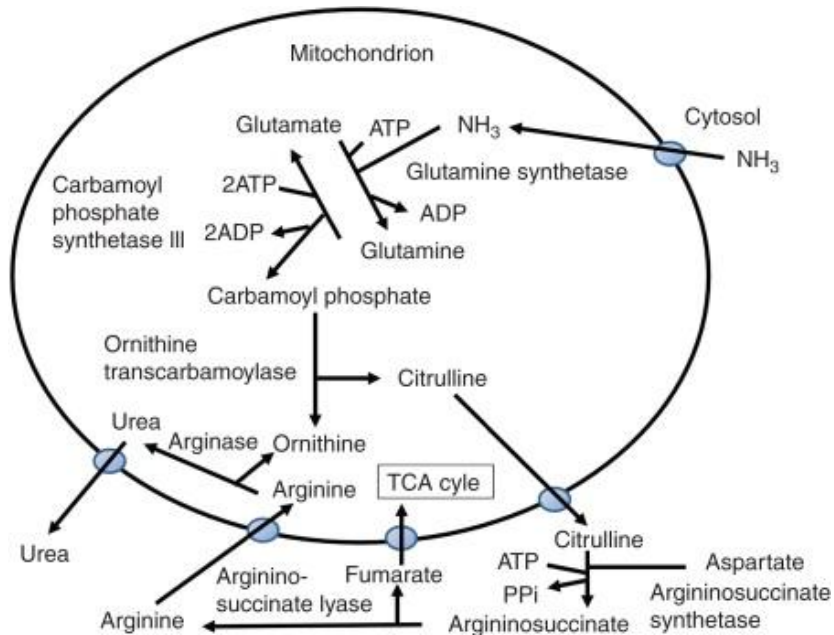 Mitochondrion
Cytosol
Glutamate
ATP
NH3
NH3
Glutamine synthetase
Carbamoyl
phosphate
synthetase III
2ATP
2ADP
ADP
Glutamine
Carbamoyl phosphate
Ornithine
transcarbamoylase
Citrulline
Urea
Arginase
Ornithine
Arginine
TCA cyle
Urea
Citrulline
ATP
Aspartate
PPi
Argininosuccinate
synthetase
Arginino-
succinate lyase
Fumarate
Arginine
Argininosuccinate